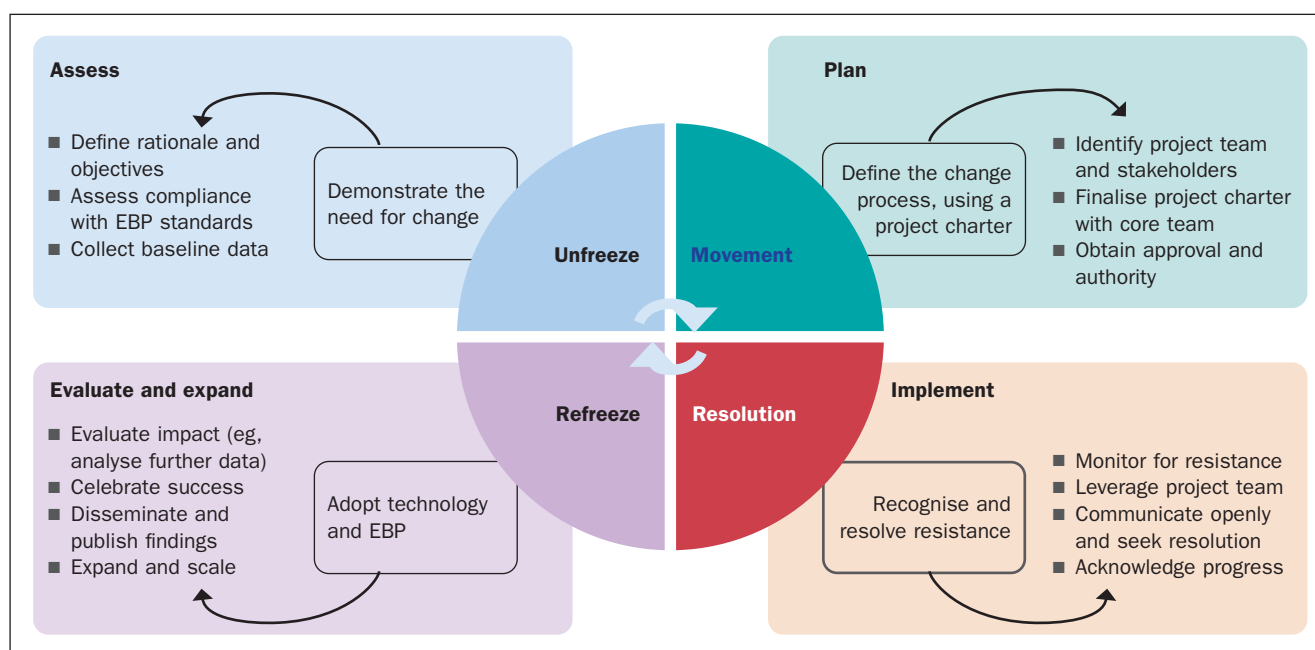 Assess
■ Define rationale and
objectives
■ Assess compliance
with EBP standards
■ Collect baseline data
Demonstrate the
need for change
Unfreeze
Movement
Plan
Define the change
process, using a
project charter
■ Identify project team
and stakeholders
■ Finalise project charter
with core team
■ Obtain approval and
authority
Evaluate and expand
■ Evaluate impact (eg,
analyse further data)
■ Celebrate success
■ Disseminate and
publish findings
■ Expand and scale
Adopt technology
and EBP
Refreeze
Resolution
Implement
Recognise and
resolve resistance
■ Monitor for resistance
■ Leverage project team
■ Communicate openly
and seek resolution
■ Acknowledge progress